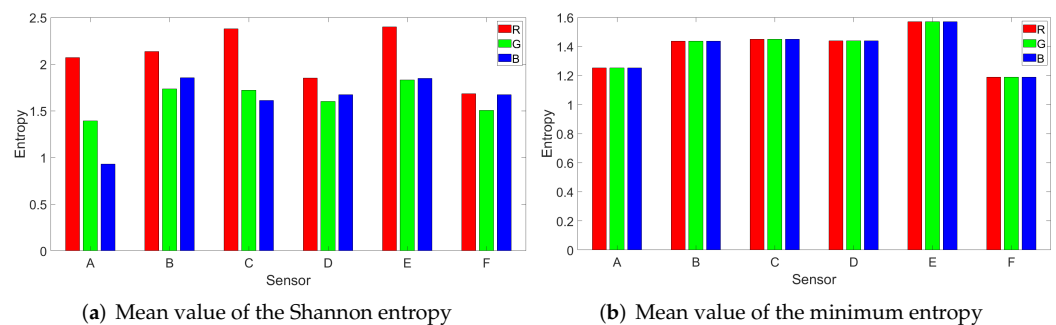 2.5
2
1.5
1
0.5
0
Entropy
R
G
B
A B C D E F
Sensor
(a) Mean value of the Shannon entropy
1.6
1.4
1.2
1
0.8
0.6
0.4
0.2
0
Entropy
R
G
B
A B C D E F
Sensor
(b) Mean value of the minimum entropy